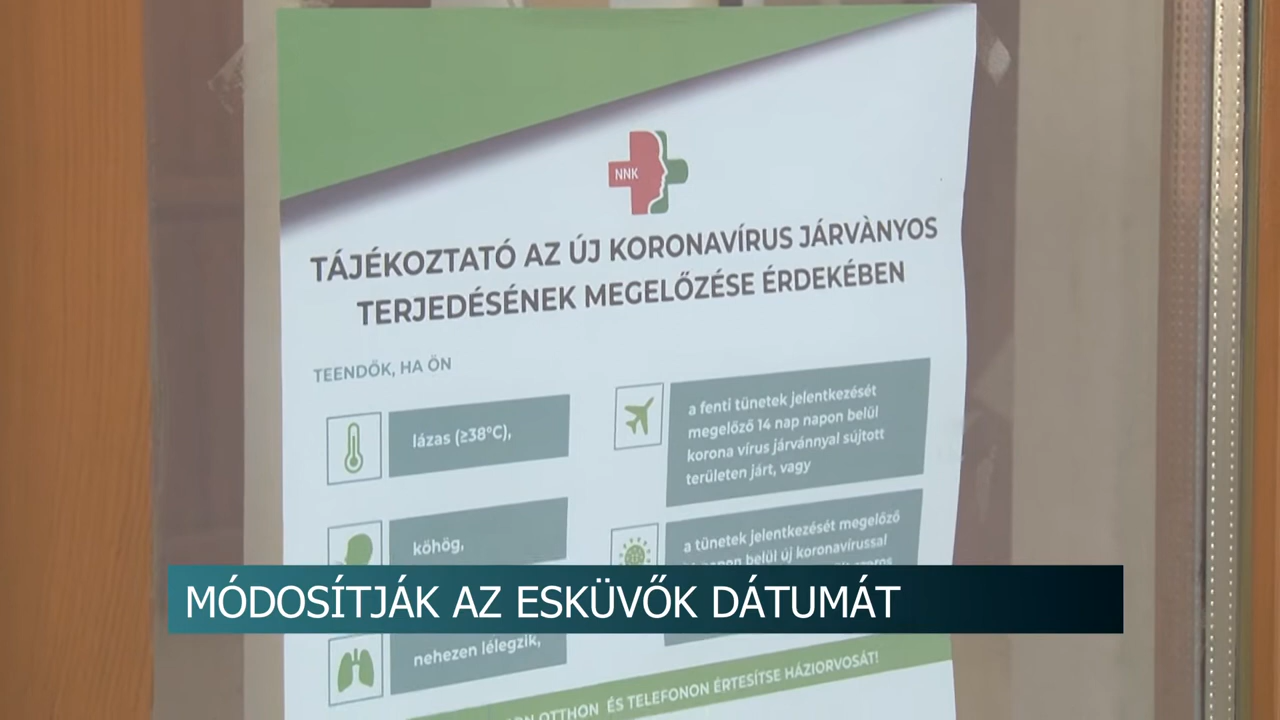 NNK
TÁJÉKOZTATÓ AZ ÚJ KORONAVÍRUS JÁRVÀNYOS
TERJEDÉSÉNEK MEGELŐZÉSE ÉRDEKÉBEN
TEENDŐK, HA ÖN
lázas (≥38°C),
köhög,
nehezen lélegzik,
a fenti tünetek jelentkezését
megelőző 14 nap napon belül
korona vírus járvánnyal sújtott
területen járt, vagy
a tünetek jelentkezését megelőző
napon belül új koronavírussal
MÓDOSÍTJÁK AZ ESKÜVŐK DÁTUMÁT
OTTHON ÉS TELEFONON ÉRTESÍTSE HÁZIORVOSÁT!